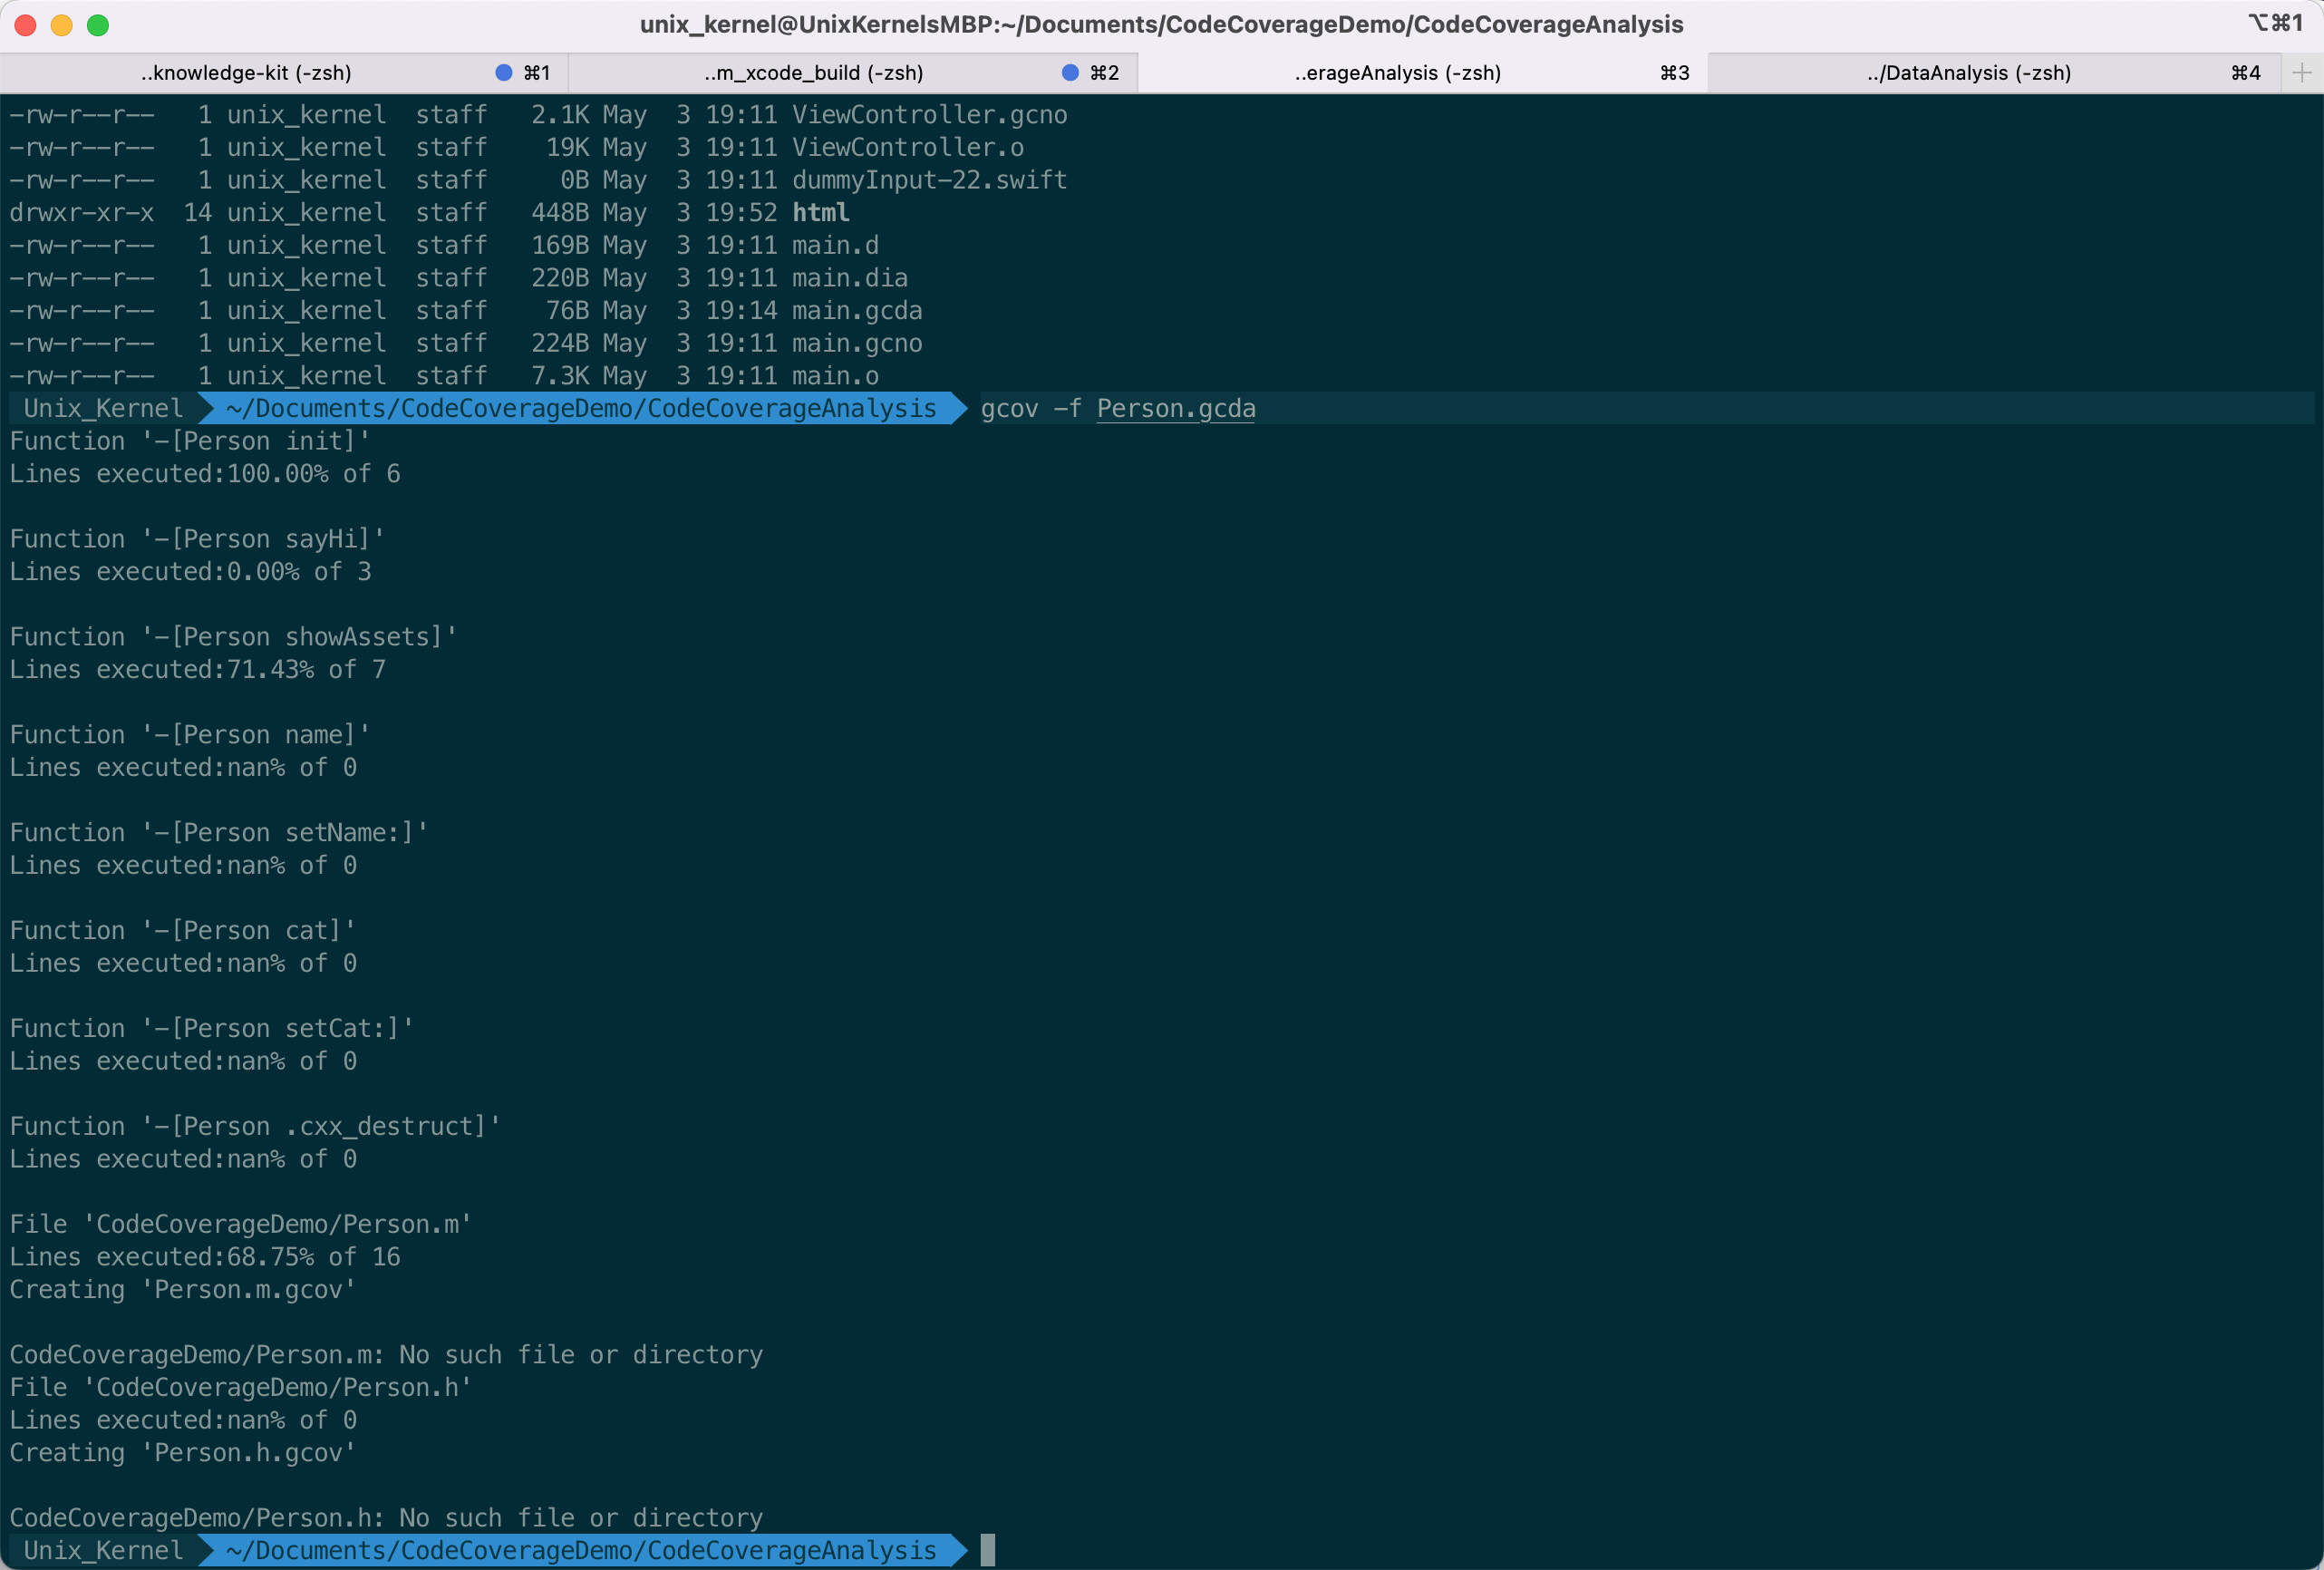 unix_kernel@UnixKernelsMBP:~/Documents/CodeCoverageDemo/CodeCoverageAnalysis ⌥⌘1
..knowledge-kit (-zsh) ⌘1 ..m_xcode_build (-zsh) ⌘2 ..erageAnalysis (-zsh) ⌘3 ../DataAnalysis (-zsh) ⌘4
-rw-r--r-- 1 unix_kernel staff 2.1K May 3 19:11 ViewController.gcno
-rw-r--r-- 1 unix_kernel staff 19K May 3 19:11 ViewController.o
-rw-r--r-- 1 unix_kernel staff 0B May 3 19:11 dummyInput-22.swift
drwxr-xr-x 14 unix_kernel staff 448B May 3 19:52 html
-rw-r--r-- 1 unix_kernel staff 169B May 3 19:11 main.d
-rw-r--r-- 1 unix_kernel staff 220B May 3 19:11 main.dia
-rw-r--r-- 1 unix_kernel staff 76B May 3 19:14 main.gcda
-rw-r--r-- 1 unix_kernel staff 224B May 3 19:11 main.gcno
-rw-r--r-- 1 unix_kernel staff 7.3K May 3 19:11 main.o
Unix_Kernel ~/Documents/CodeCoverageDemo/CodeCoverageAnalysis gcov -f Person.gcda
Function '-[Person init]'
Lines executed:100.00% of 6
Function '-[Person sayHi]'
Lines executed:0.00% of 3
Function '-[Person showAssets]'
Lines executed:71.43% of 7
Function '-[Person name]'
Lines executed:nan% of 0
Function '-[Person setName:]'
Lines executed:nan% of 0
Function '-[Person cat]'
Lines executed:nan% of 0
Function '-[Person setCat:]'
Lines executed:nan% of 0
Function '-[Person .cxx_destruct]'
Lines executed:nan% of 0
File 'CodeCoverageDemo/Person.m'
Lines executed:68.75% of 16
Creating 'Person.m.gcov'
CodeCoverageDemo/Person.m: No such file or directory
File 'CodeCoverageDemo/Person.h'
Lines executed:nan% of 0
Creating 'Person.h.gcov'
CodeCoverageDemo/Person.h: No such file or directory
Unix_Kernel ~/Documents/CodeCoverageDemo/CodeCoverageAnalysis